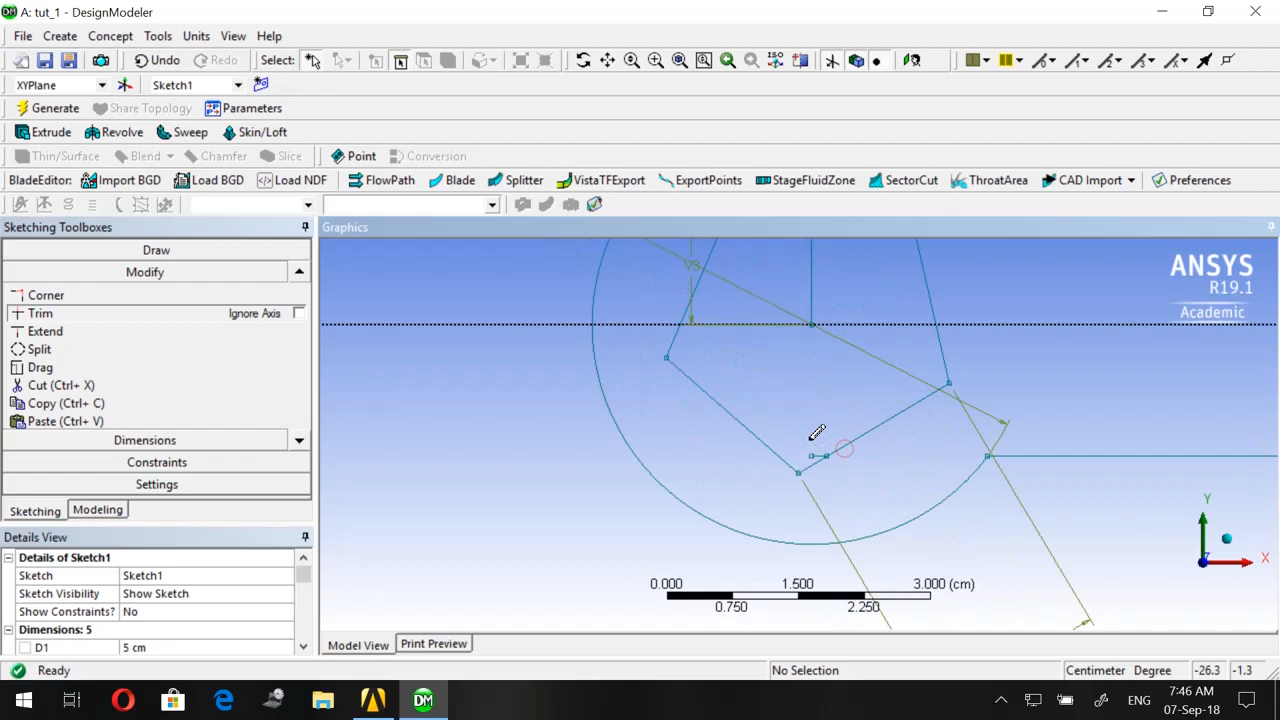 A: tut_1 - DesignModeler
File Create Concept Tools Units View Help
Undo Redo Select:
XYPlane Sketch1
Generate Share Topology Parameters
Extrude Revolve Sweep Skin/Loft
Thin/Surface Blend Chamfer Slice Point Conversion
BladeEditor: Import BGD Load BGD Load NDF FlowPath Blade Splitter VistaTFExport ExportPoints StageFluidZone SectorCut ThroatArea CAD Import Preferences
Sketching Toolboxes Graphics
Draw
Modify
Corner
Trim Ignore Axis
Extend
Split
Drag
Cut (Ctrl+ X)
Copy (Ctrl+ C)
Paste (Ctrl+ V)
Dimensions
Constraints
Settings
Sketching Modeling
V3
ANSYS
R19.1
Academic
Y
X
0.000 1.500 3.000 (cm)
0.750 2.250
Details View
Details of Sketch1
Sketch Sketch1
Sketch Visibility Show Sketch
Show Constraints? No
Dimensions: 5
D1 5 cm
Model View Print Preview
Ready No Selection Centimeter Degree -26.3 -1.3
DM ENG 7:46 AM
07-Sep-18